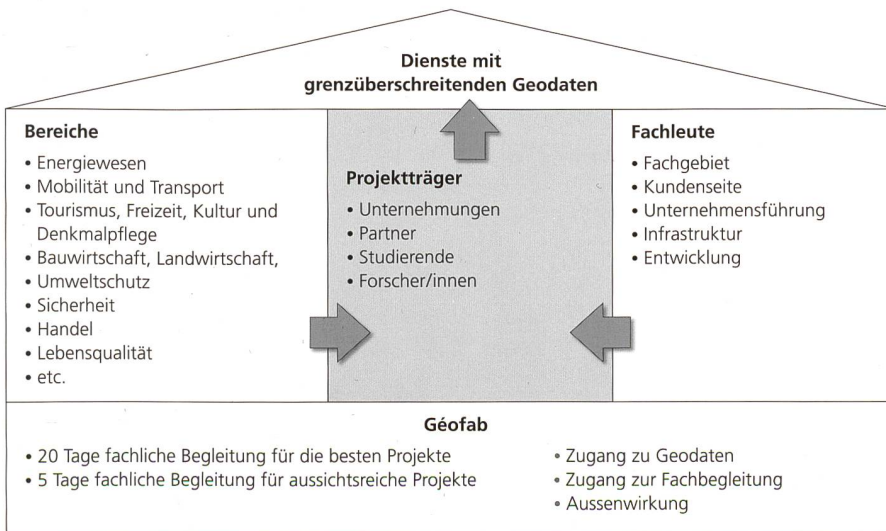 Dienste mit
grenzüberschreitenden Geodaten
Bereiche
• Energiewesen
• Mobilität und Transport
• Tourismus, Freizeit, Kultur und
Denkmalpflege
• Bauwirtschaft, Landwirtschaft,
• Umweltschutz
• Sicherheit
• Handel
• Lebensqualität
• etc.
Projektträger
• Unternehmungen
• Partner
• Studierende
• Forscher/innen
Fachleute
• Fachgebiet
• Kundenseite
• Unternehmensführung
• Infrastruktur
• Entwicklung
Géofab
• 20 Tage fachliche Begleitung für die besten Projekte
• 5 Tage fachliche Begleitung für aussichtsreiche Projekte
• Zugang zu Geodaten
• Zugang zur Fachbegleitung
• Aussenwirkung